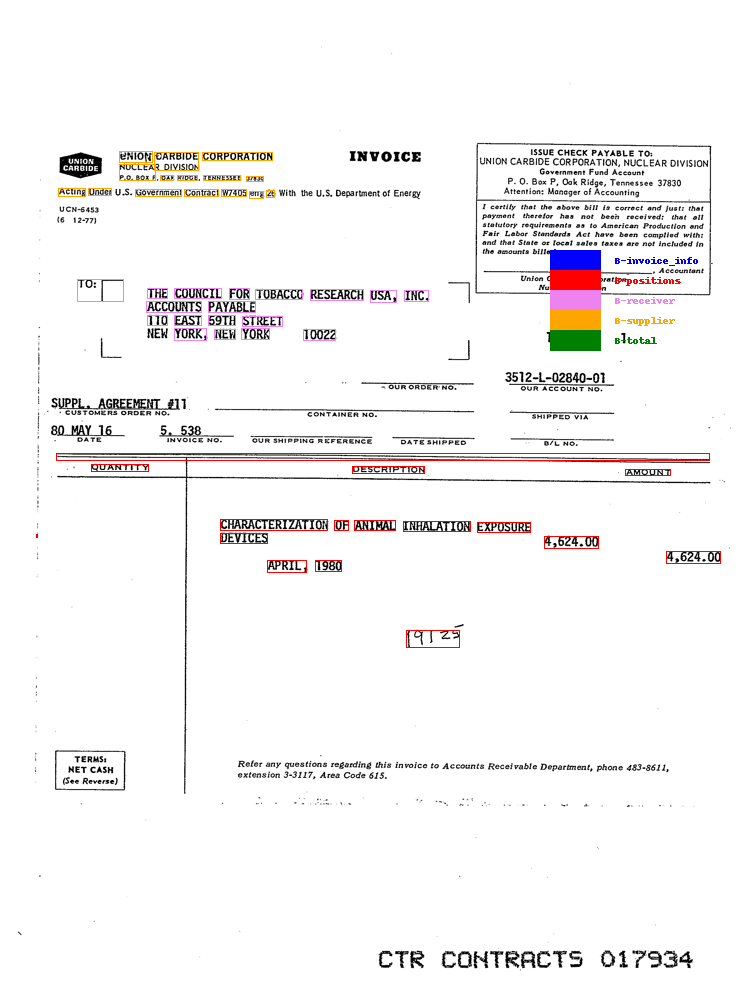 UNION CARBIDE
UNION CARBIDE CORPORATION
NUCLEAR DIVISION
P.O. BOX P, OAK RIDGE, TENNESSEE 37830
INVOICE
Acting Under U.S. Government Contract W7405 eng 26 With the U.S. Department of Energy
UCN-6453
(6 12-77)
ISSUE CHECK PAYABLE TO:
UNION CARBIDE CORPORATION, NUCLEAR DIVISION
Government Fund Account
P. O. Box P, Oak Ridge, Tennessee 37830
Attention: Manager of Accounting
I certify that the above bill is correct and just; that
payment therefor has not been received; that all
statutory requirements as to American Production and
Fair Labor Standards Act have been complied with;
and that State or local sales taxes are not included in
the amounts bille
, Accountant
Union C
oration,
Nu
on
B-invoice_info
B-positions
B-receiver
B-supplier
B-total
TO:
THE COUNCIL FOR TOBACCO RESEARCH USA, INC.
ACCOUNTS PAYABLE
110 EAST 59TH STREET
NEW YORK, NEW YORK 10022
1 1
OUR ORDER NO.
3512-L-02840-01
OUR ACCOUNT NO.
SUPPL. AGREEMENT #11
CUSTOMERS ORDER NO.
CONTAINER NO.
SHIPPED VIA
80 MAY 16
DATE
5. 538
INVOICE NO.
OUR SHIPPING REFERENCE
DATE SHIPPED
B/L NO.
QUANTITY
DESCRIPTION
AMOUNT
CHARACTERIZATION OF ANIMAL INHALATION EXPOSURE
DEVICES
4,624.00
4,624.00
APRIL, 1980
19125
TERMS:
NET CASH
(See Reverse)
Refer any questions regarding this invoice to Accounts Receivable Department, phone 483-8611,
extension 3-3117, Area Code 615.
CTR CONTRACTS 017934